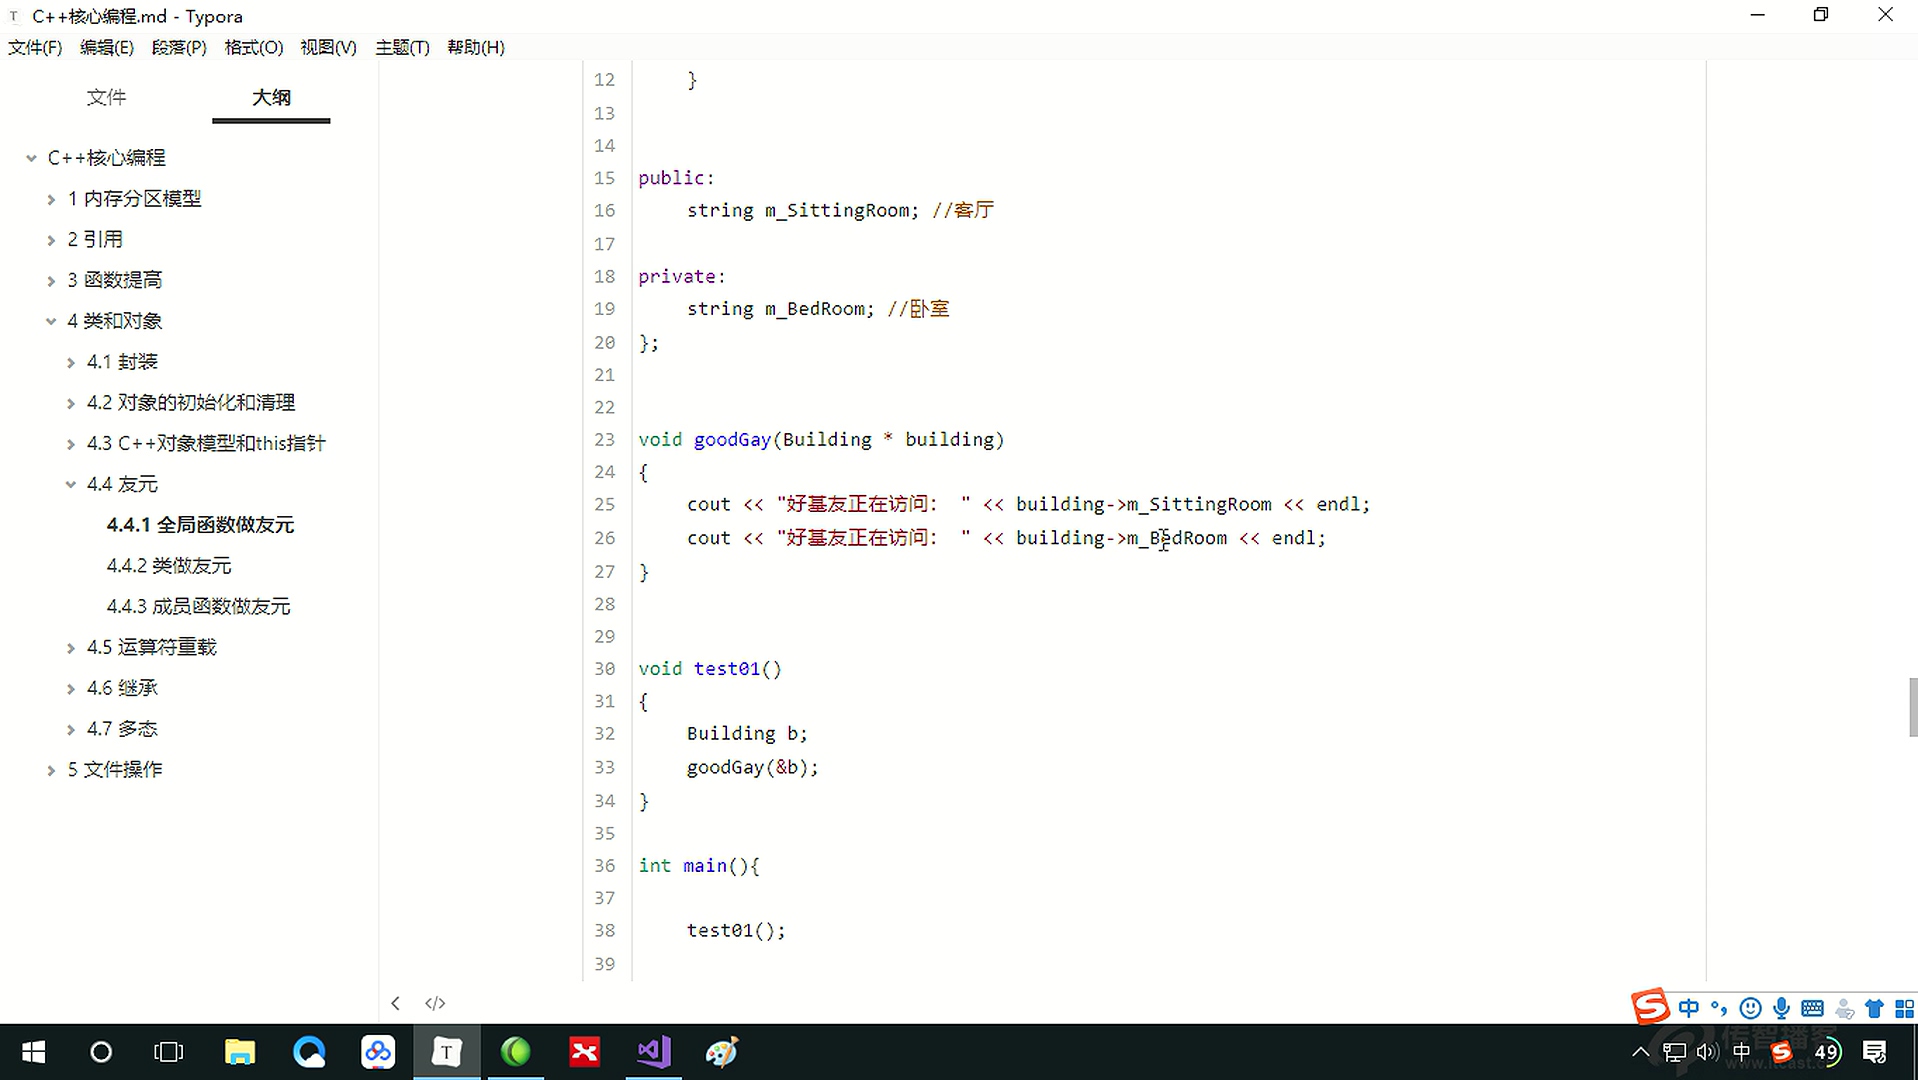 C++核心编程.md - Typora
文件(F) 编辑(E) 段落(P) 格式(O) 视图(V) 主题(T) 帮助(H)
文件 大纲
C++核心编程
1 内存分区模型
2 引用
3 函数提高
4 类和对象
4.1 封装
4.2 对象的初始化和清理
4.3 C++对象模型和this指针
4.4 友元
4.4.1 全局函数做友元
4.4.2 类做友元
4.4.3 成员函数做友元
4.5 运算符重载
4.6 继承
4.7 多态
5 文件操作
12 }
13
14
15 public:
16 string m_SittingRoom; //客厅
17
18 private:
19 string m_BedRoom; //卧室
20 };
21
22
23 void goodGay(Building * building)
24 {
25 cout << "好基友正在访问： " << building->m_SittingRoom << endl;
26 cout << "好基友正在访问： " << building->m_BedRoom << endl;
27 }
28
29
30 void test01()
31 {
32 Building b;
33 goodGay(&b);
34 }
35
36 int main(){
37
38 test01();
39
中
中 49
传智播客